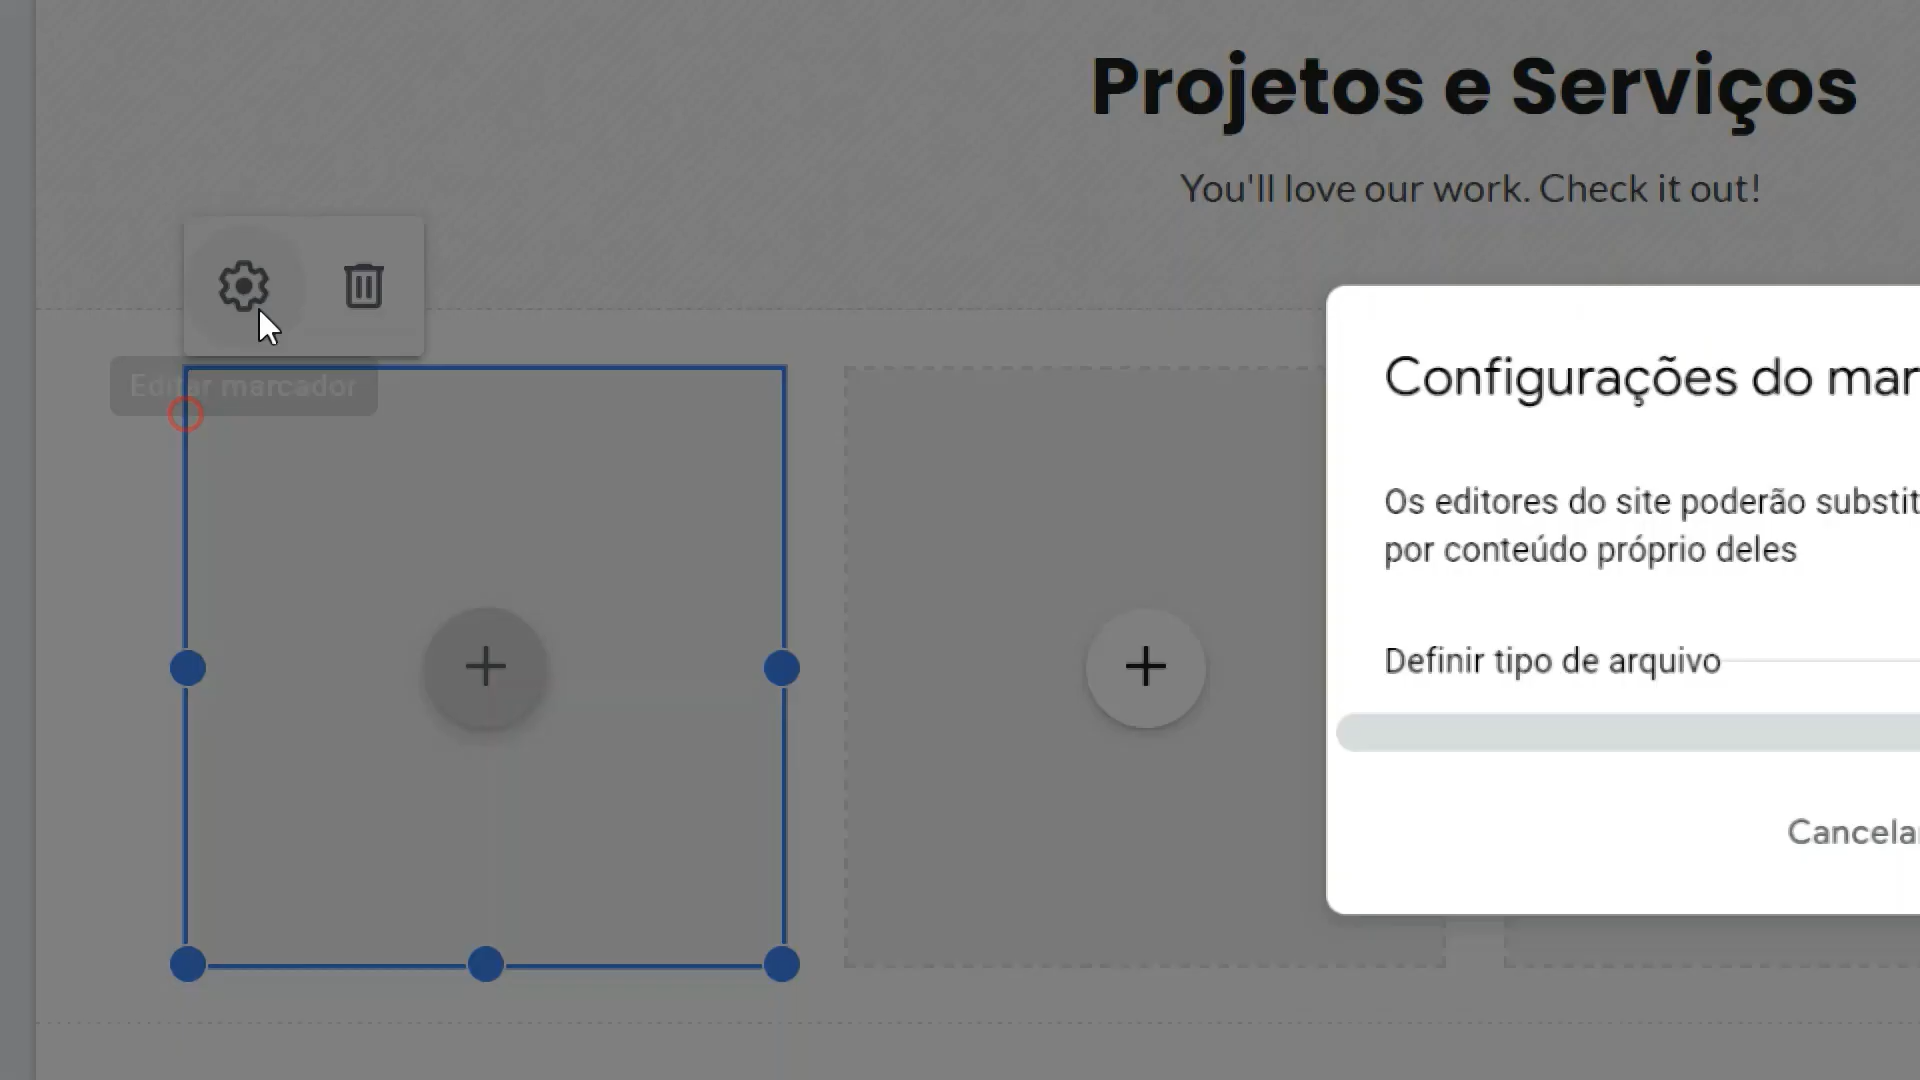 Projetos e Serviços
You'll love our work. Check it out!
Editar marcador
Configurações do mar
Os editores do site poderão substit
por conteúdo próprio deles
Definir tipo de arquivo
Cancelar